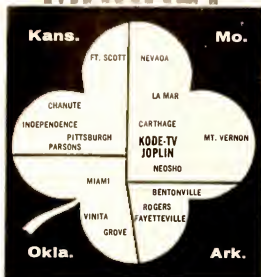 Kans.
Mo.
FT. SCOTT
NEVADA
LA MAR
CHANUTE
CARTHAGE
INDEPENDENCE
KODE-TV
JOPLIN
MT. VERNON
PITTSBURGH
PARSONS
NEOSHO
MIAMI
BENTONVILLE
ROGERS
FAYETTEVILLE
VINITA
GROVE
Okla.
Ark.